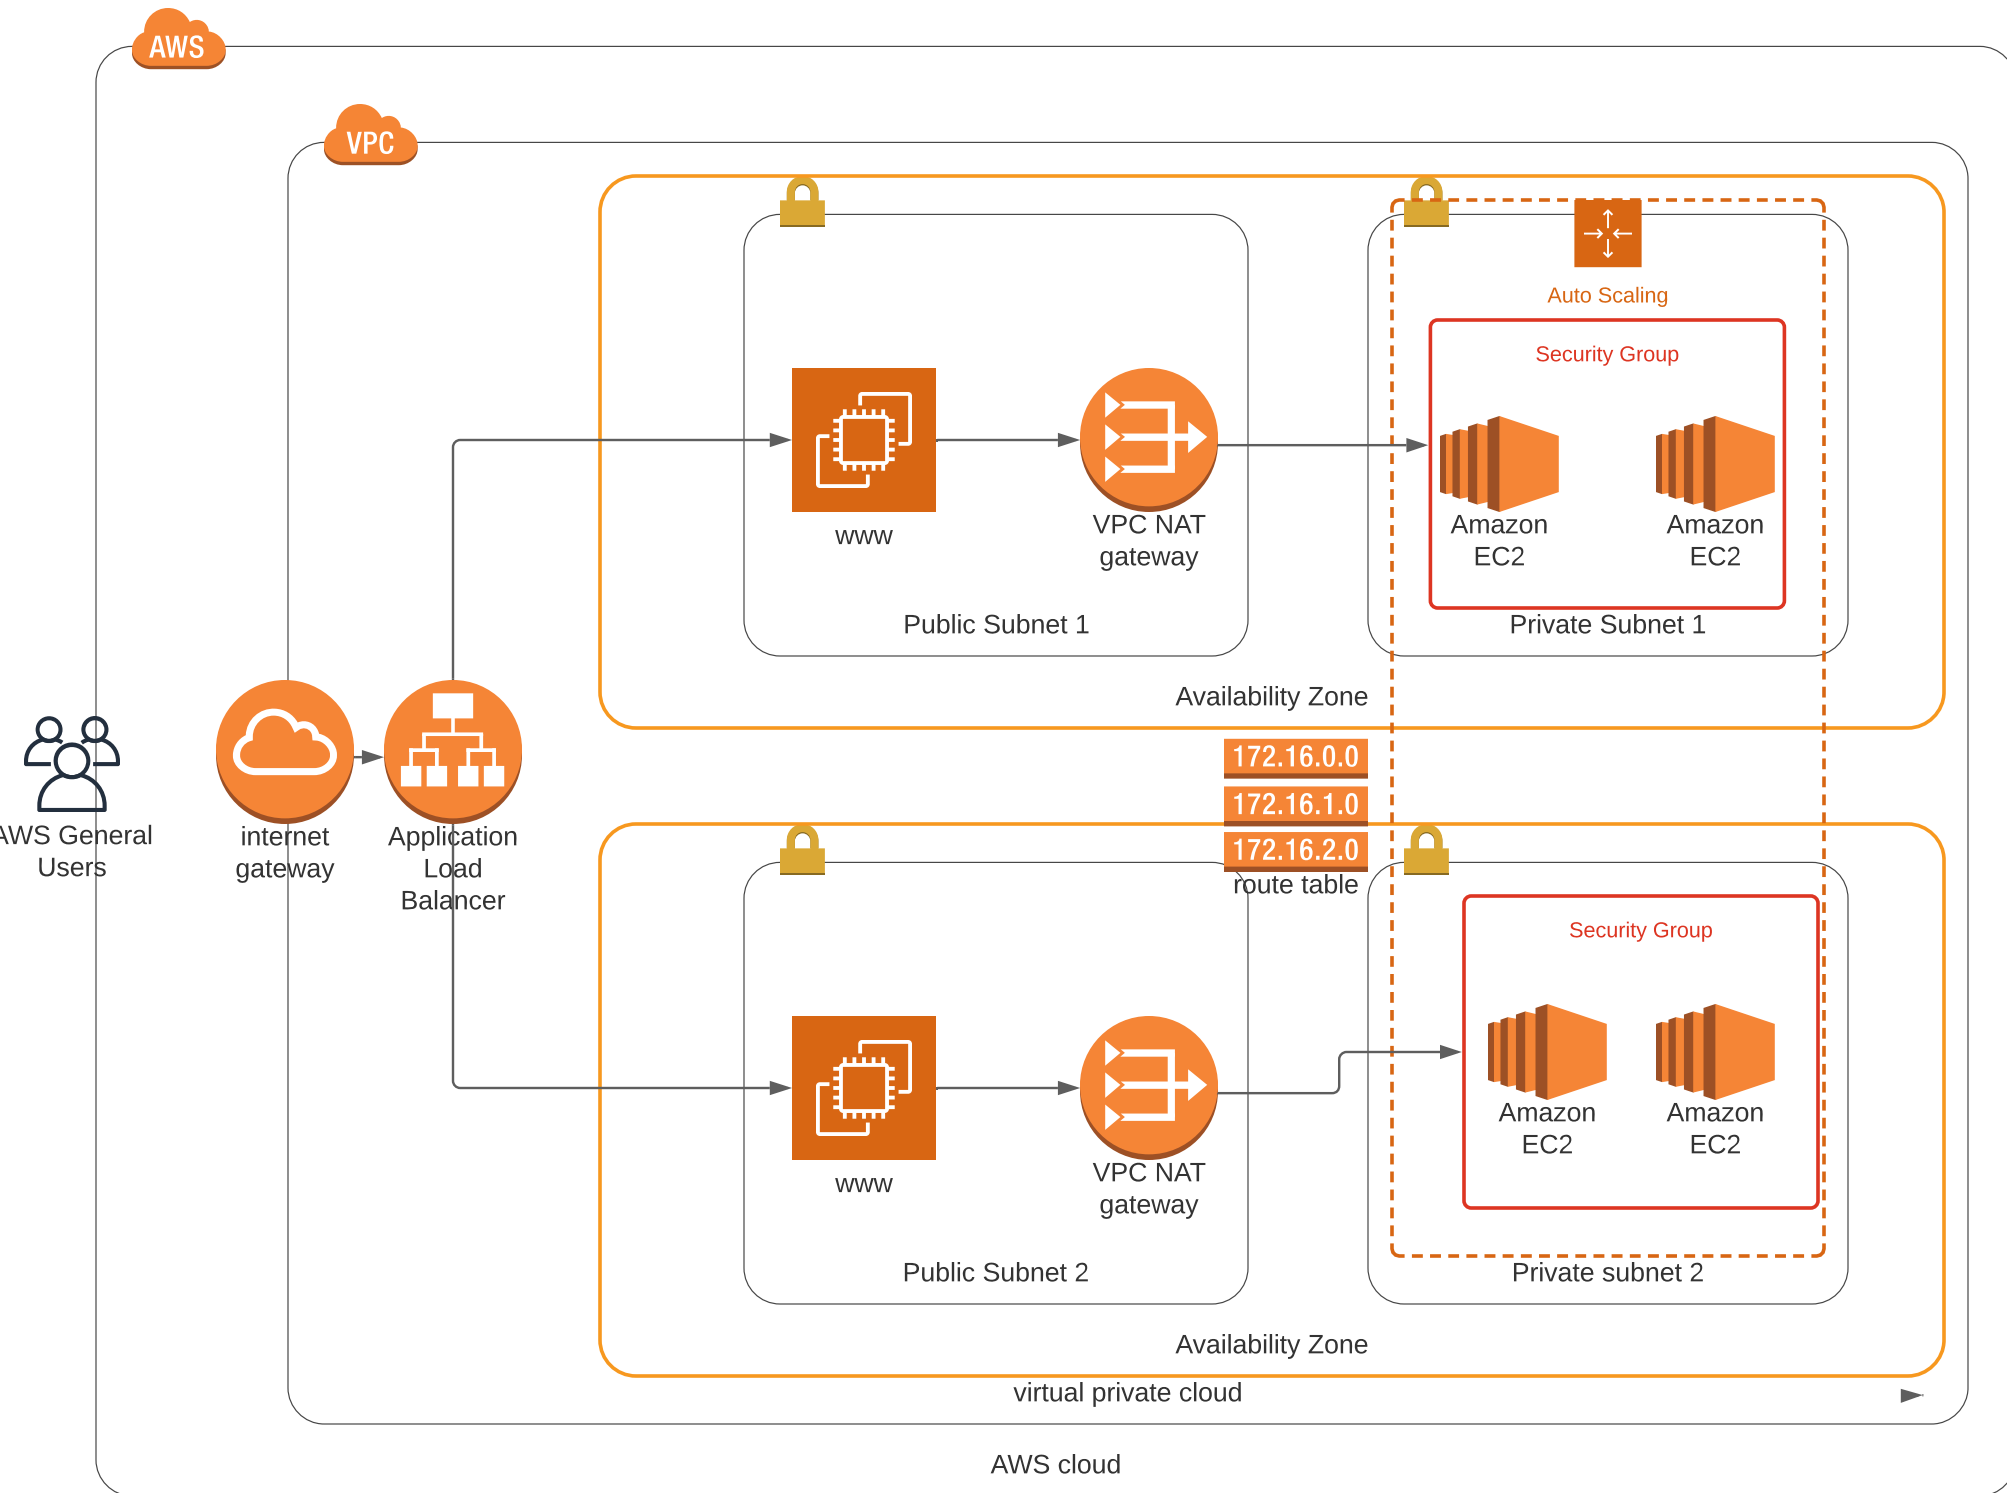 AWS
VPC
Auto Scaling
Security Group
www
VPC NAT
gateway
Amazon
EC2
Amazon
EC2
Public Subnet 1
Private Subnet 1
Availability Zone
172.16.0.0
172.16.1.0
172.16.2.0
route table
AWS General
Users
internet
gateway
Application
Load
Balancer
Security Group
www
VPC NAT
gateway
Amazon
EC2
Amazon
EC2
Public Subnet 2
Private subnet 2
Availability Zone
virtual private cloud
AWS cloud